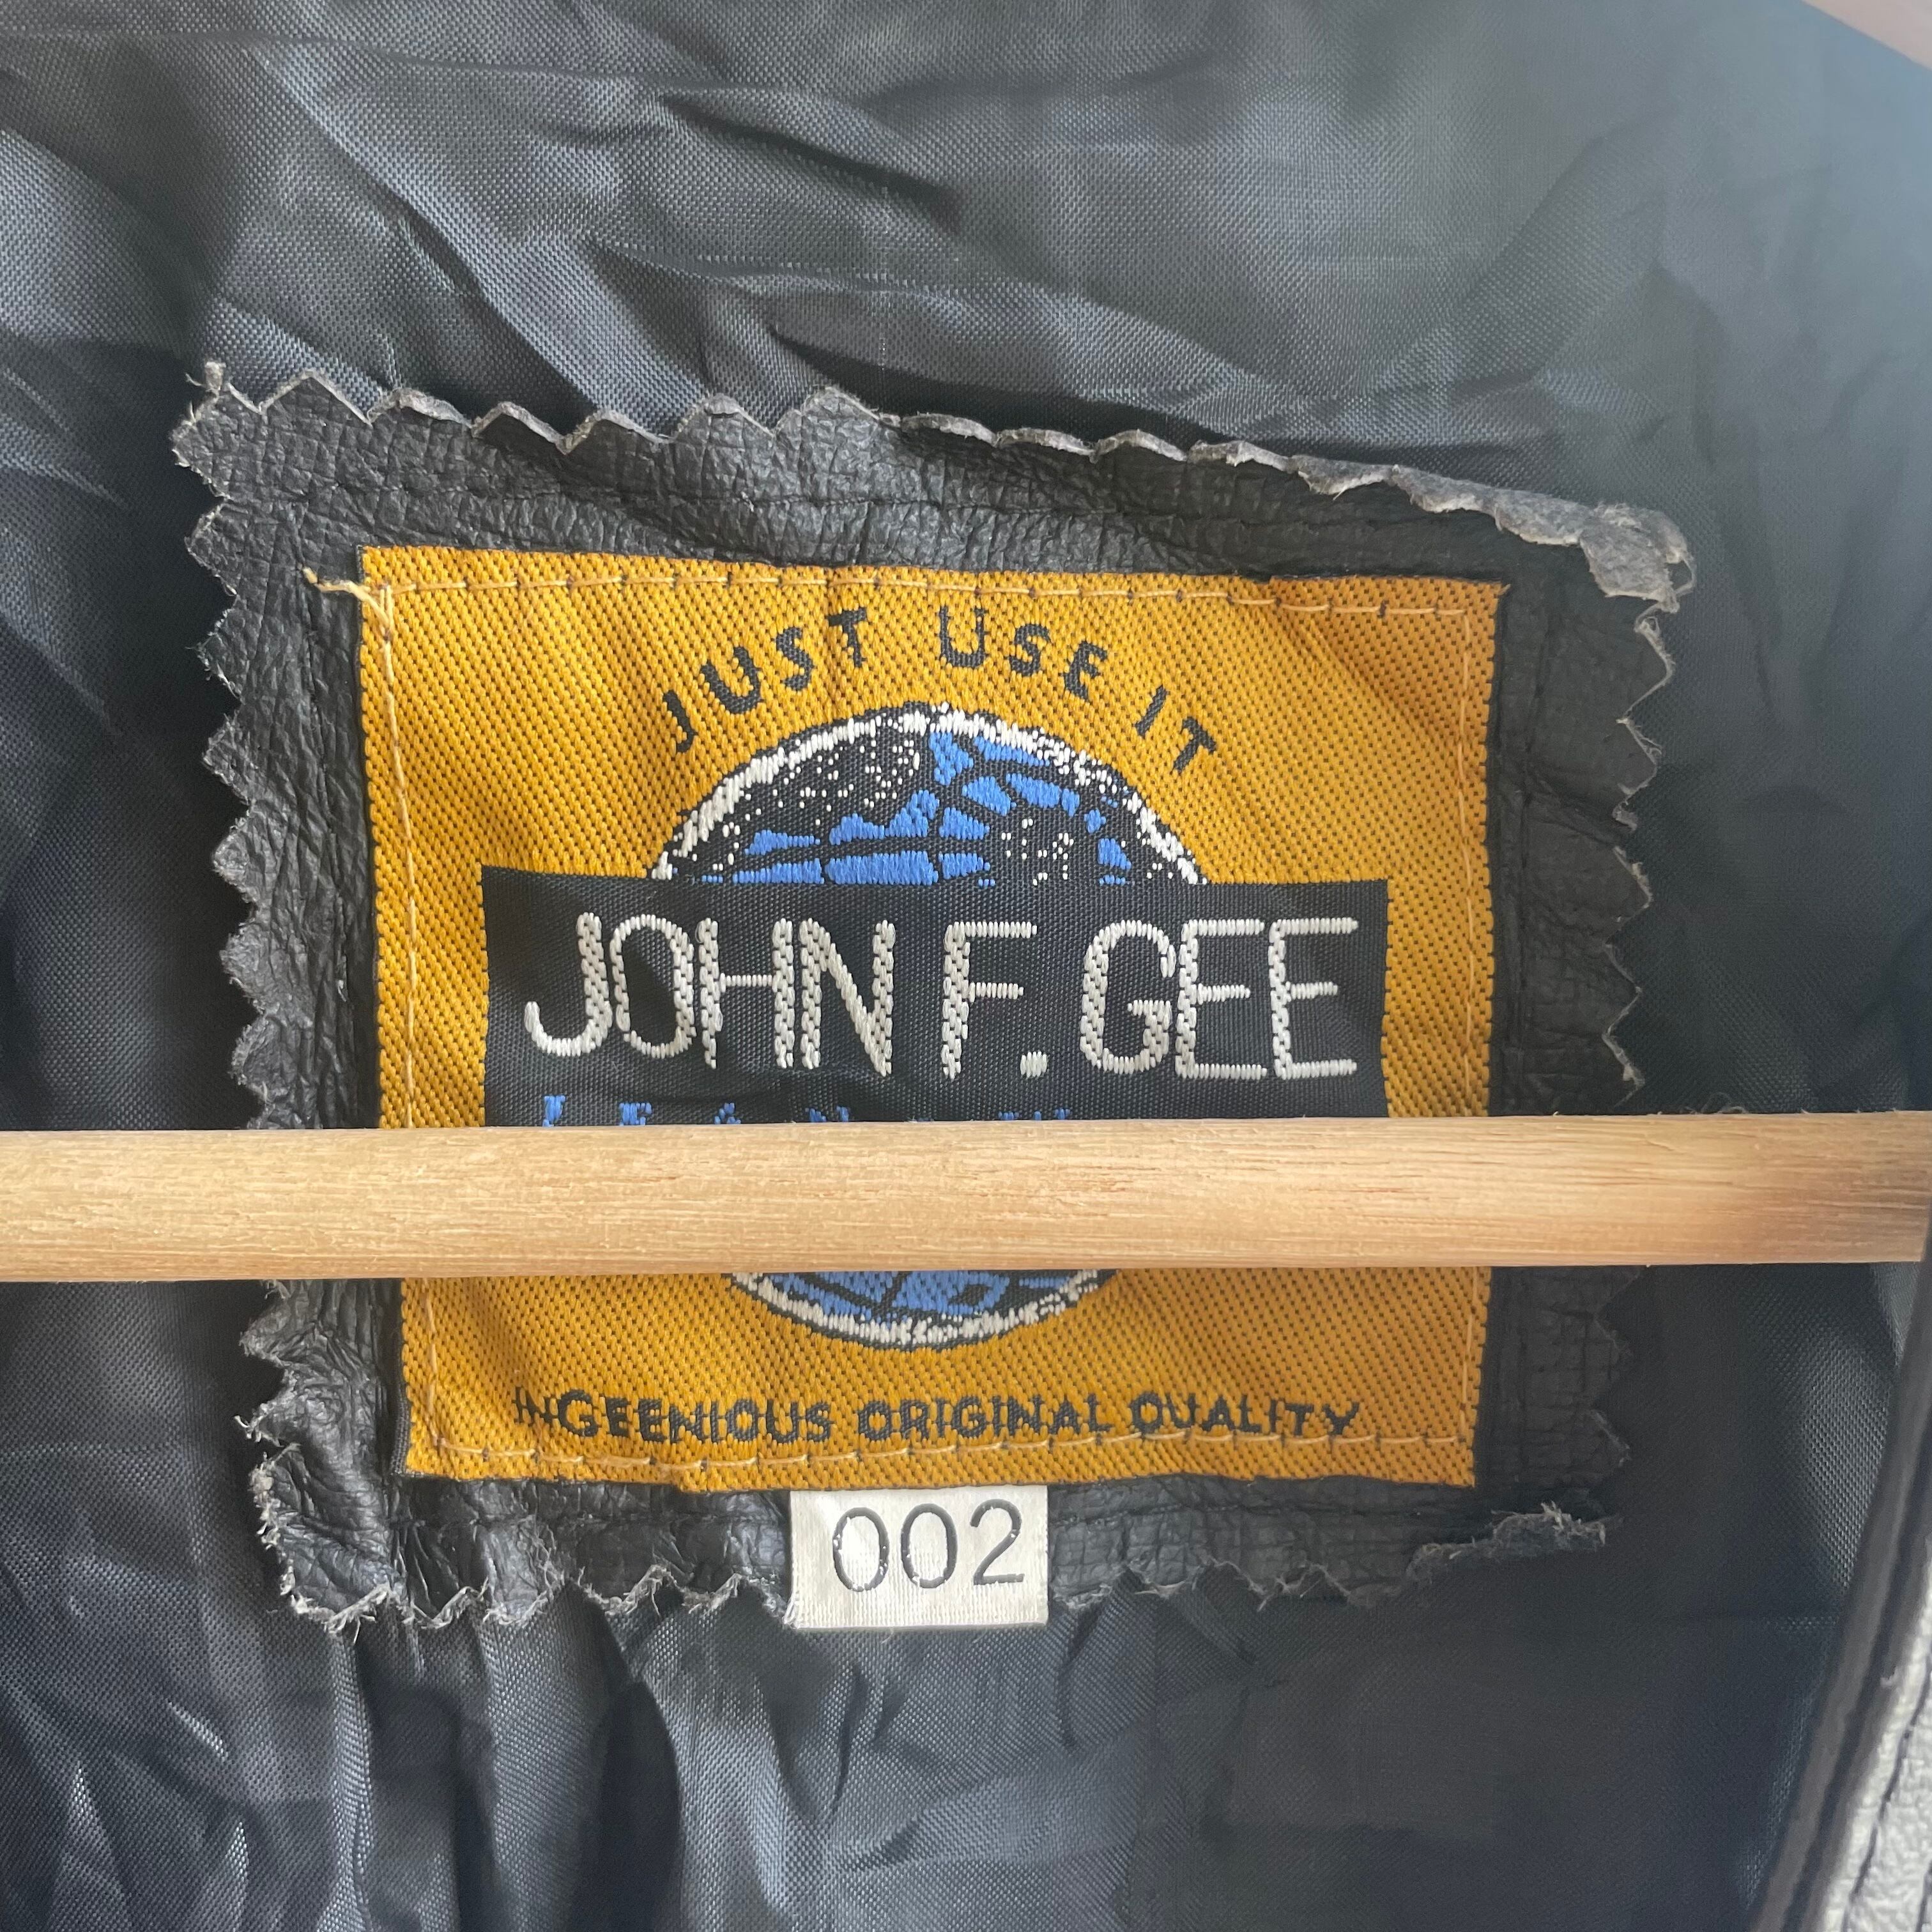 JUST USE IT
JOHN F. GEE
INGEENIOUS ORIGINAL QUALITY
002